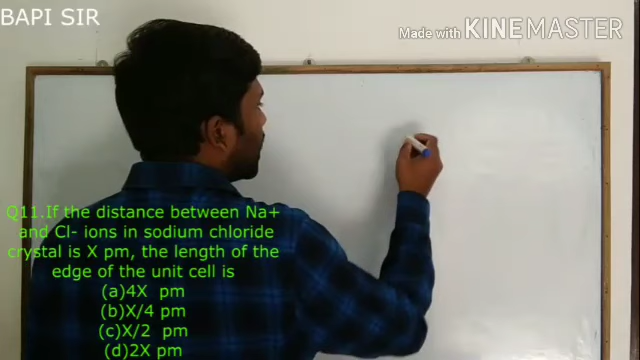 BAPI SIR
Made with KINEMASTER
Q11.If the distance between Na+
and Cl- ions in sodium chloride
crystal is X pm, the length of the
edge of the unit cell is
(a)4X pm
(b)X/4 pm
(c)X/2 pm
(d)2X pm